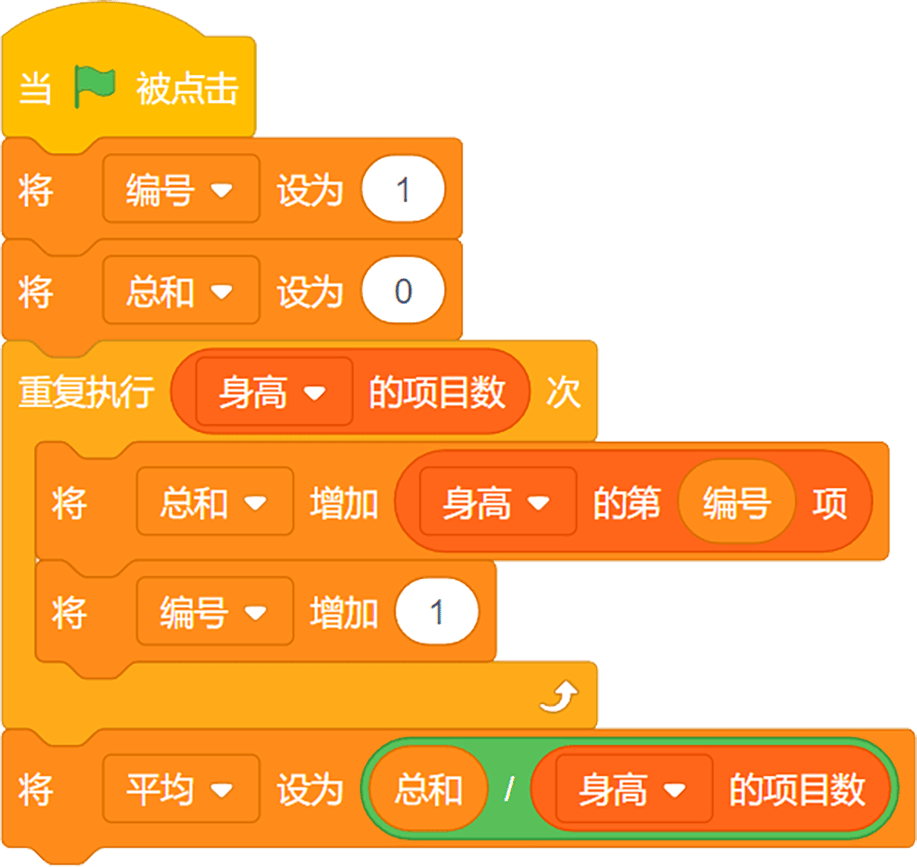 当 被点击
将 编号 设为 1
将 总和 设为 0
重复执行 身高 的项目数 次
将 总和 增加 身高 的第 编号 项
将 编号 增加 1
将 平均 设为 总和 / 身高 的项目数